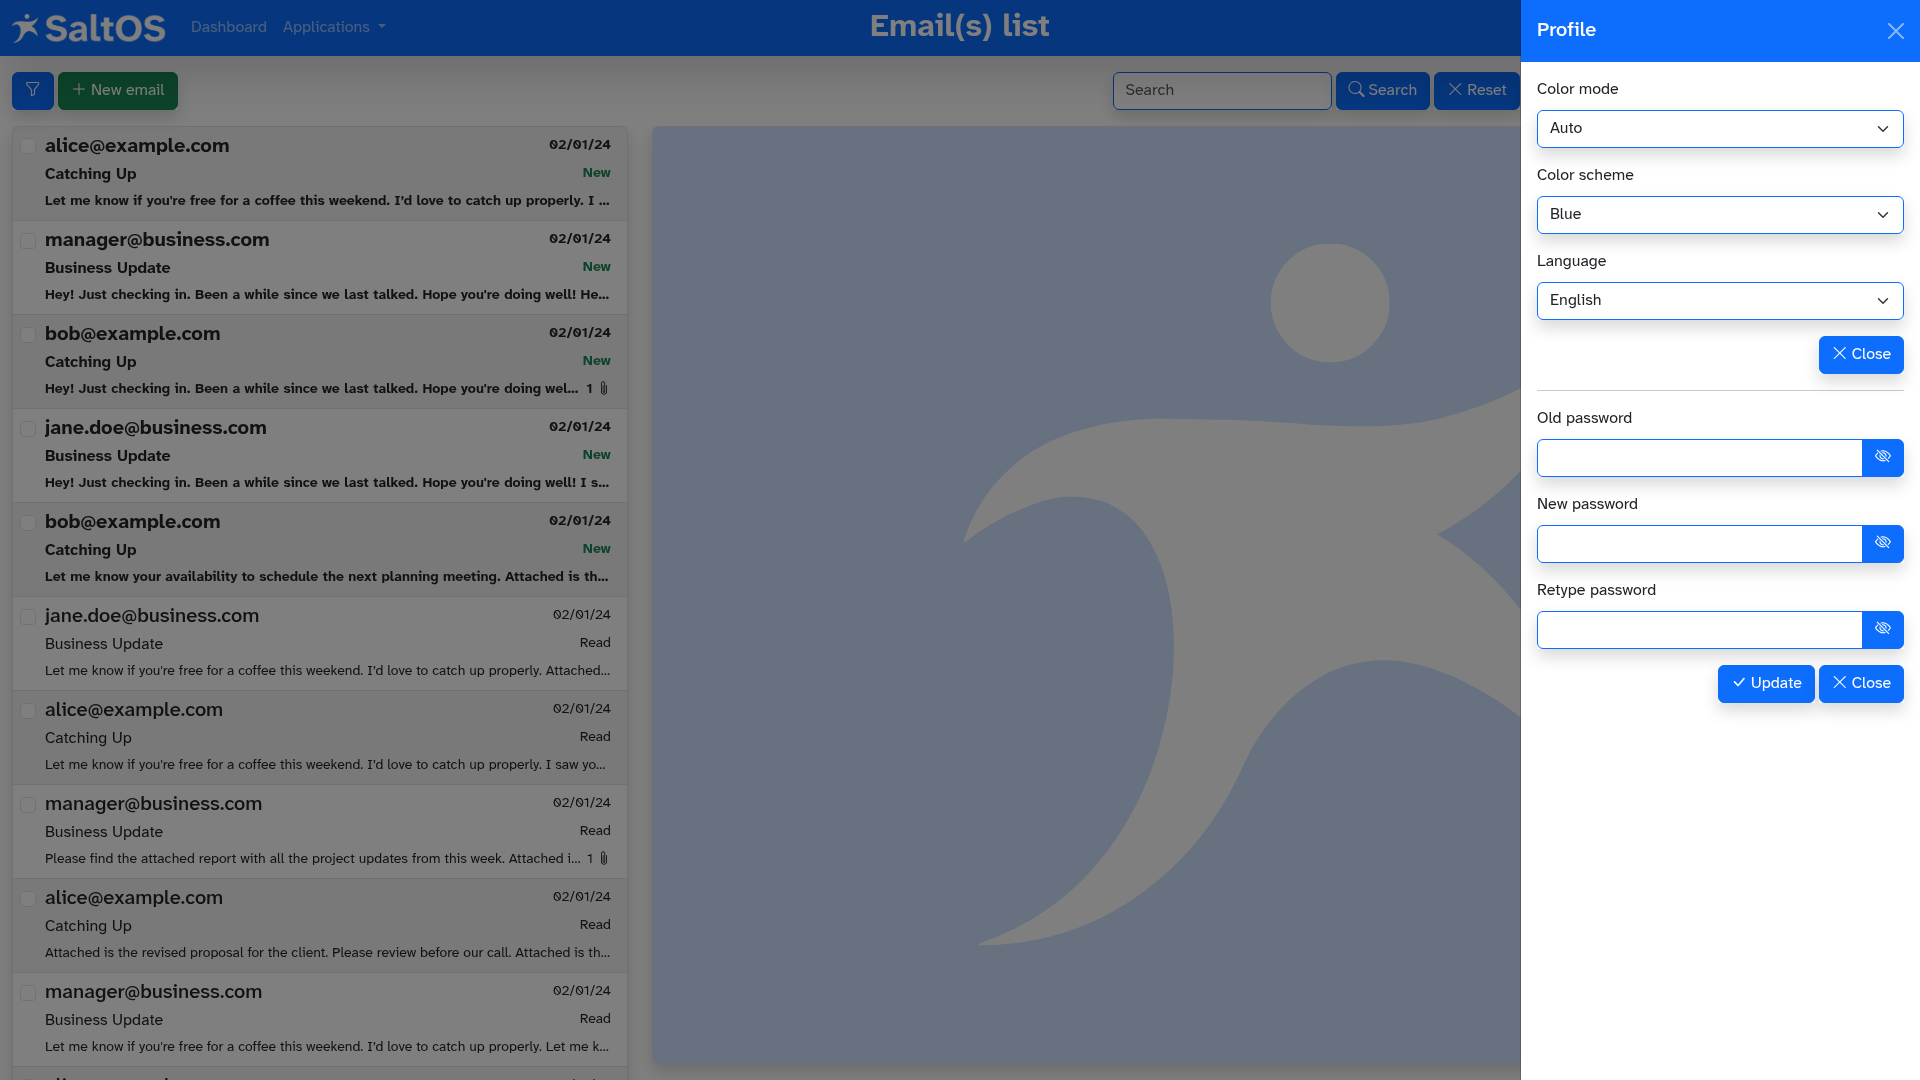 SaltOS
Dashboard
Applications
Email(s) list
Profile
New email
Search
Search
Reset
alice@example.com
02/01/24
Catching Up
New
Let me know if you're free for a coffee this weekend. I'd love to catch up properly. I ...
manager@business.com
02/01/24
Business Update
New
Hey! Just checking in. Been a while since we last talked. Hope you're doing well! He...
bob@example.com
02/01/24
Catching Up
New
Hey! Just checking in. Been a while since we last talked. Hope you're doing wel... 1
jane.doe@business.com
02/01/24
Business Update
New
Hey! Just checking in. Been a while since we last talked. Hope you're doing well! I s...
bob@example.com
02/01/24
Catching Up
New
Let me know your availability to schedule the next planning meeting. Attached is th...
jane.doe@business.com
02/01/24
Business Update
Read
Let me know if you're free for a coffee this weekend. I'd love to catch up properly. Attached...
alice@example.com
02/01/24
Catching Up
Read
Let me know if you're free for a coffee this weekend. I'd love to catch up properly. I saw yo...
manager@business.com
02/01/24
Business Update
Read
Please find the attached report with all the project updates from this week. Attached i... 1
alice@example.com
02/01/24
Catching Up
Read
Attached is the revised proposal for the client. Please review before our call. Attached is th...
manager@business.com
02/01/24
Business Update
Read
Let me know if you're free for a coffee this weekend. I'd love to catch up properly. Let me k...
Color mode
Auto
Color scheme
Blue
Language
English
Close
Old password
New password
Retype password
Update
Close